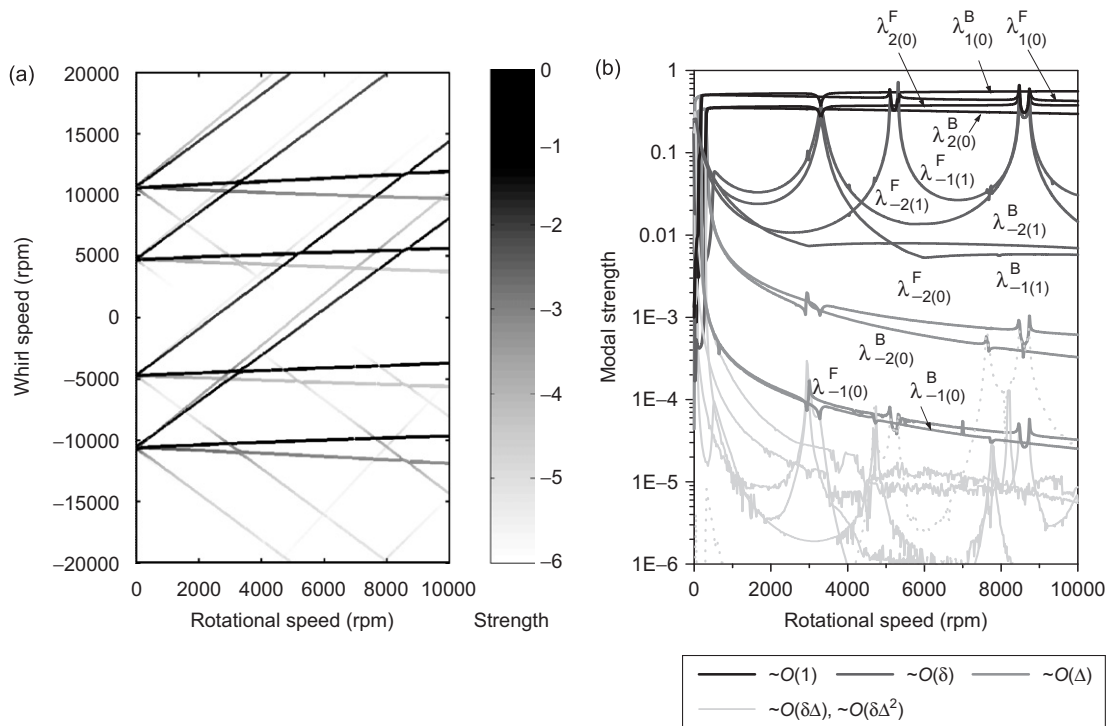 (a)
20000
15000
10000
5000
0
−5000
−10000
−15000
−20000
Whirl speed (rpm)
0 2000 4000 6000 8000 10000
Rotational speed (rpm)
0
−1
−2
−3
−4
−5
−6
Strength
(b)
λ^F_2(0) λ^B_1(0) λ^F_1(0)
1
0.1
0.01
1E−3
1E−4
1E−5
1E−6
Modal strength
λ^B_2(0)
λ^F_−1(1)
λ^F_−2(1)
λ^B_−2(1)
λ^F_−2(0) λ^B_−1(1)
λ^B_−2(0)
λ^F_−1(0) λ^B_−1(0)
0 2000 4000 6000 8000 10000
Rotational speed (rpm)
~O(1) ~O(δ) ~O(Δ)
~O(δΔ), ~O(δΔ²)